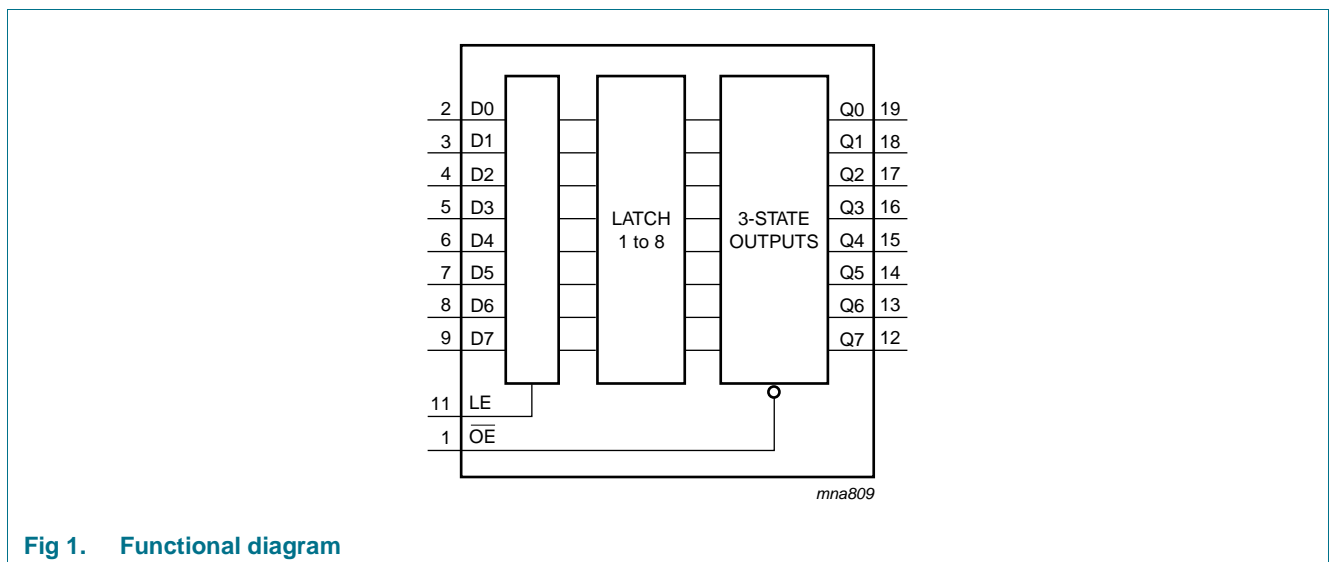 2 D0 Q0 19
3 D1 Q1 18
4 D2 Q2 17
5 D3 LATCH 3-STATE Q3 16
6 D4 1 to 8 OUTPUTS Q4 15
7 D5 Q5 14
8 D6 Q6 13
9 D7 Q7 12
11 LE
1 O̅E̅
mna809
Fig 1. Functional diagram